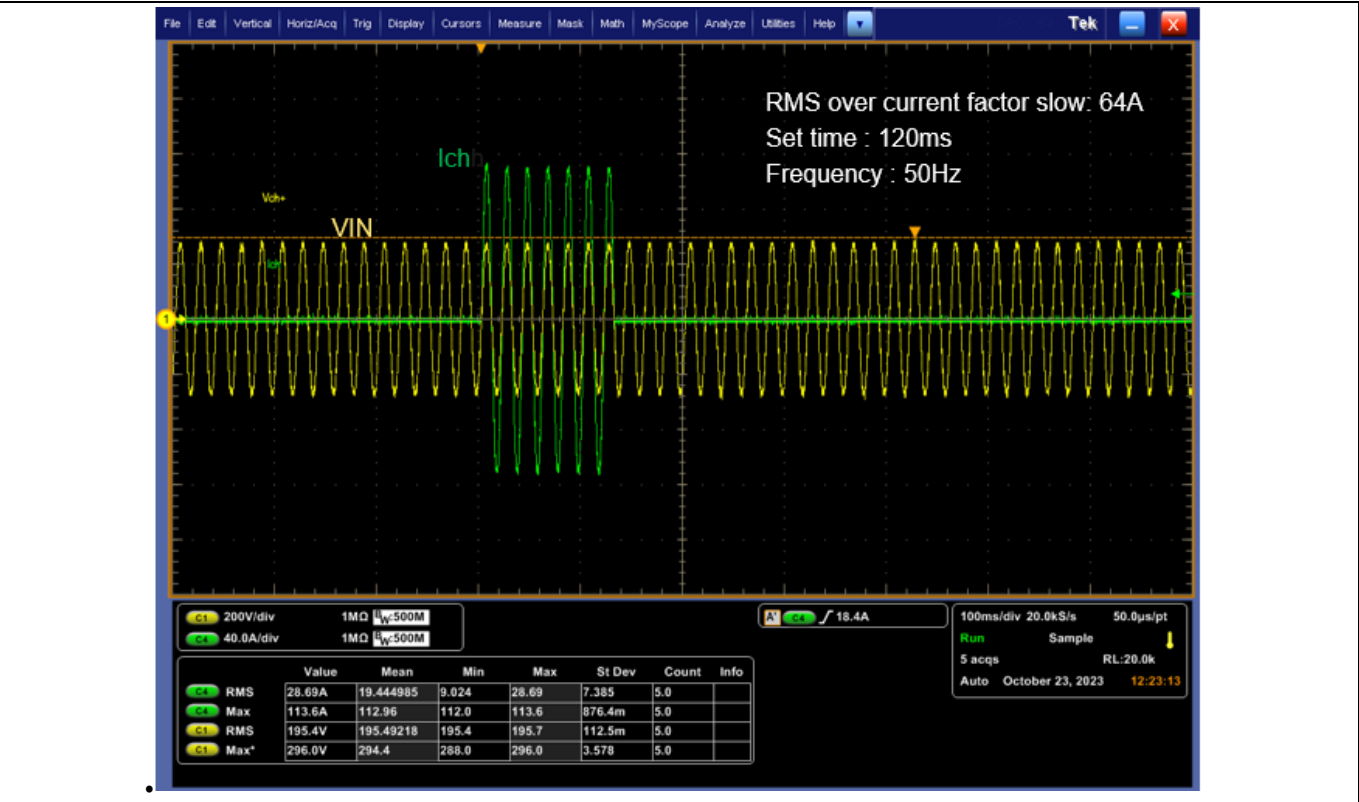 File Edit Vertical Horiz/Acq Trig Display Cursors Measure Mask Math MyScope Analyze Utilities Help Tek X
RMS over current factor slow: 64A
Set time : 120ms
Frequency : 50Hz
Ich
Vch+
VIN
Ich
1
C1 200V/div 1MΩ BW:500M
C4 40.0A/div 1MΩ BW:500M
A' C4 18.4A
100ms/div 20.0kS/s 50.0µs/pt
Run Sample
5 acqs RL:20.0k
Auto October 23, 2023 12:23:13
Value Mean Min Max St Dev Count Info
C4 RMS 28.69A 19.444985 9.024 28.69 7.385 5.0
C4 Max 113.6A 112.96 112.0 113.6 876.4m 5.0
C1 RMS 195.4V 195.49218 195.4 195.7 112.5m 5.0
C1 Max* 296.0V 294.4 288.0 296.0 3.578 5.0